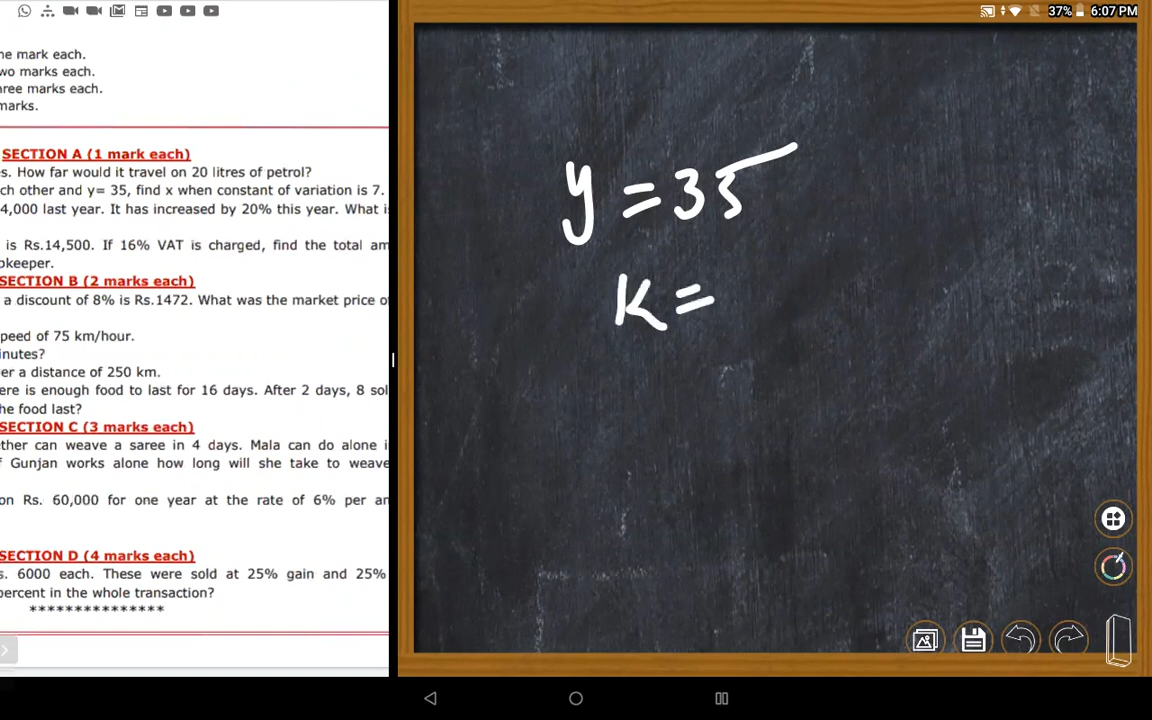 37% 6:07 PM
he mark each.
wo marks each.
hree marks each.
marks.
SECTION A (1 mark each)
s. How far would it travel on 20 litres of petrol?
ch other and y= 35, find x when constant of variation is 7.
4,000 last year. It has increased by 20% this year. What i
is Rs.14,500. If 16% VAT is charged, find the total am
pkeeper.
SECTION B (2 marks each)
a discount of 8% is Rs.1472. What was the market price o
peed of 75 km/hour.
inutes?
er a distance of 250 km.
ere is enough food to last for 16 days. After 2 days, 8 sol
he food last?
SECTION C (3 marks each)
ether can weave a saree in 4 days. Mala can do alone i
f Gunjan works alone how long will she take to weave
on Rs. 60,000 for one year at the rate of 6% per an
SECTION D (4 marks each)
s. 6000 each. These were sold at 25% gain and 25%
percent in the whole transaction?
***************
y = 35
K =